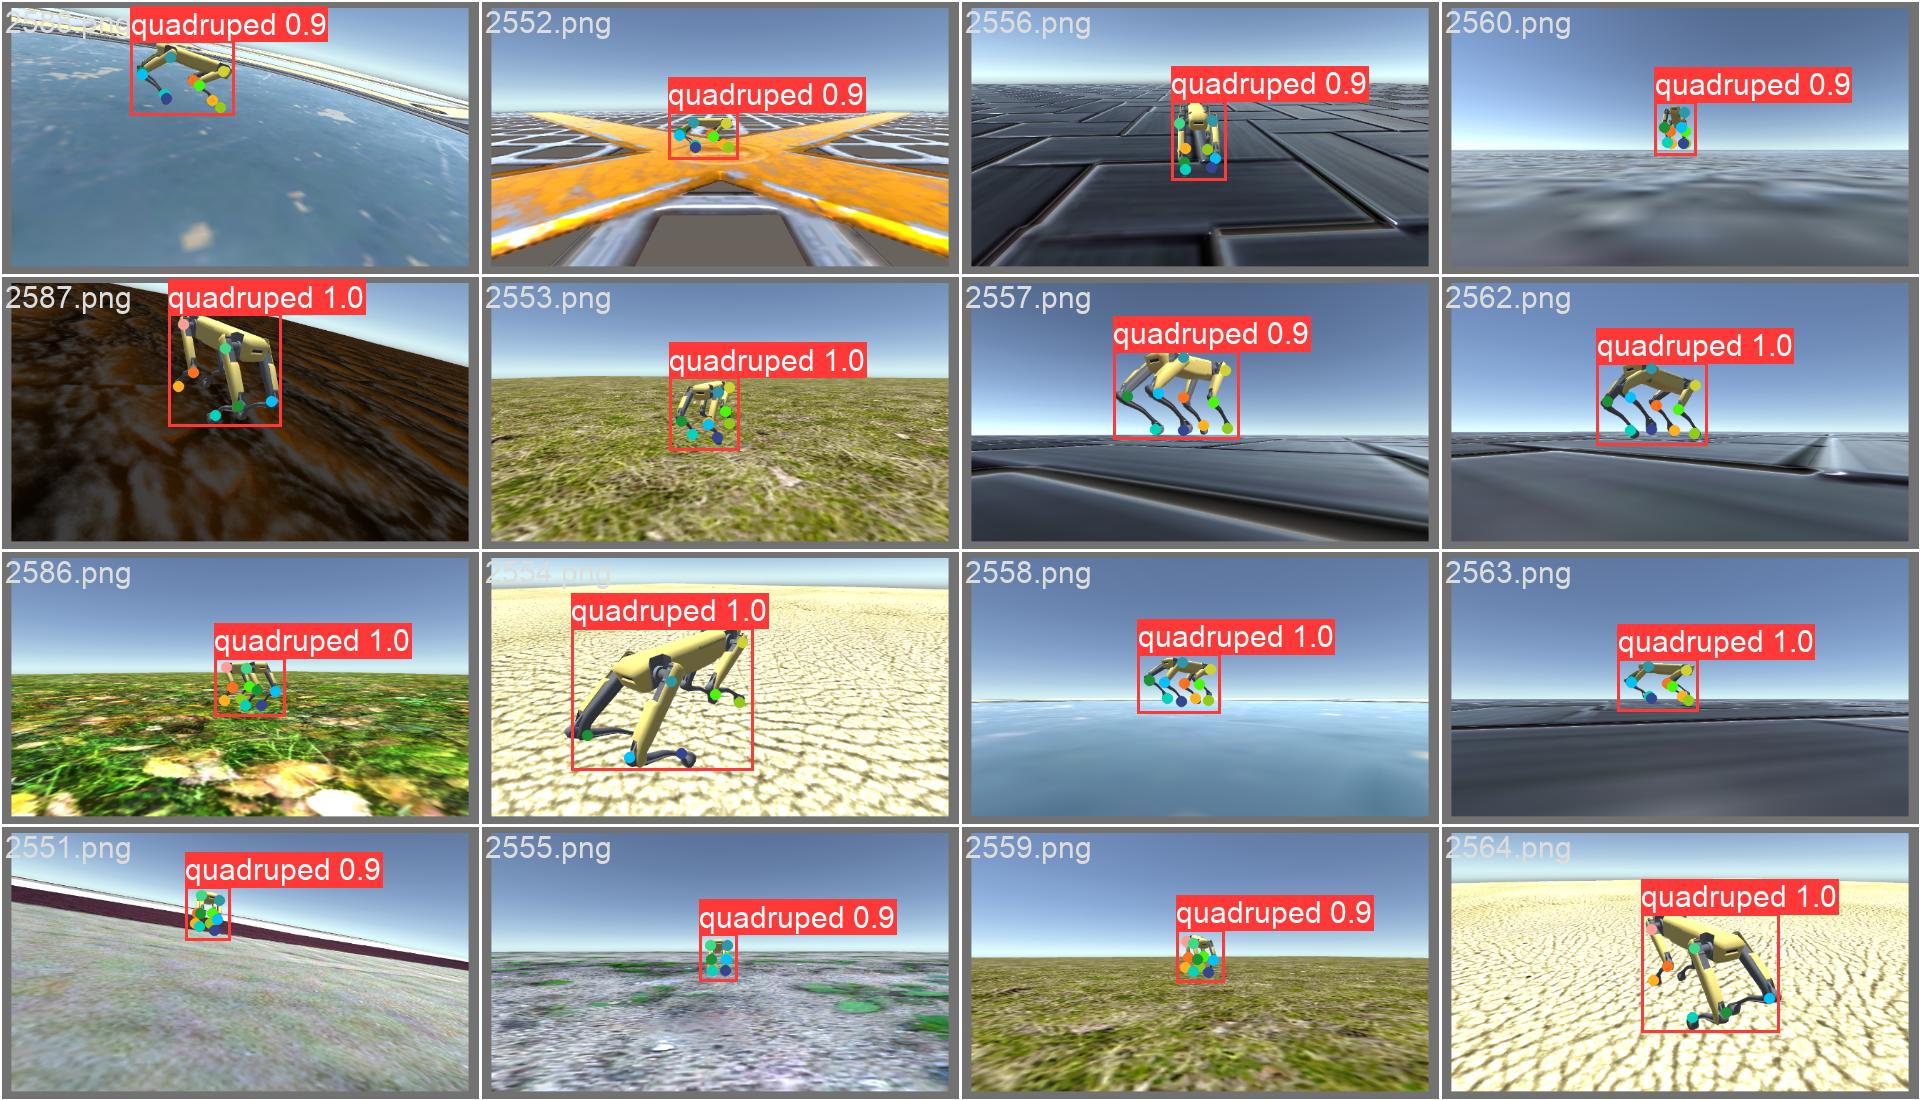 quadruped 0.9
2552.png
quadruped 0.9
2556.png
quadruped 0.9
2560.png
quadruped 0.9
2587.png
quadruped 1.0
2553.png
quadruped 1.0
2557.png
quadruped 0.9
2562.png
quadruped 1.0
2586.png
quadruped 1.0
2554.png
quadruped 1.0
2558.png
quadruped 1.0
2563.png
quadruped 1.0
2551.png
quadruped 0.9
2555.png
quadruped 0.9
2559.png
quadruped 0.9
2564.png
quadruped 1.0